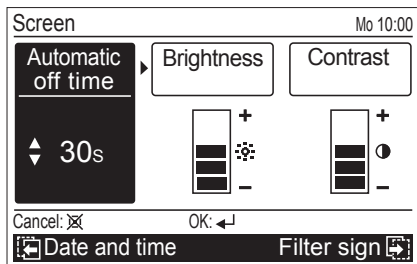 Screen Mo 10:00
Automatic off time
Brightness
Contrast
30s
+
+
–
–
Cancel: OK:
Date and time Filter sign